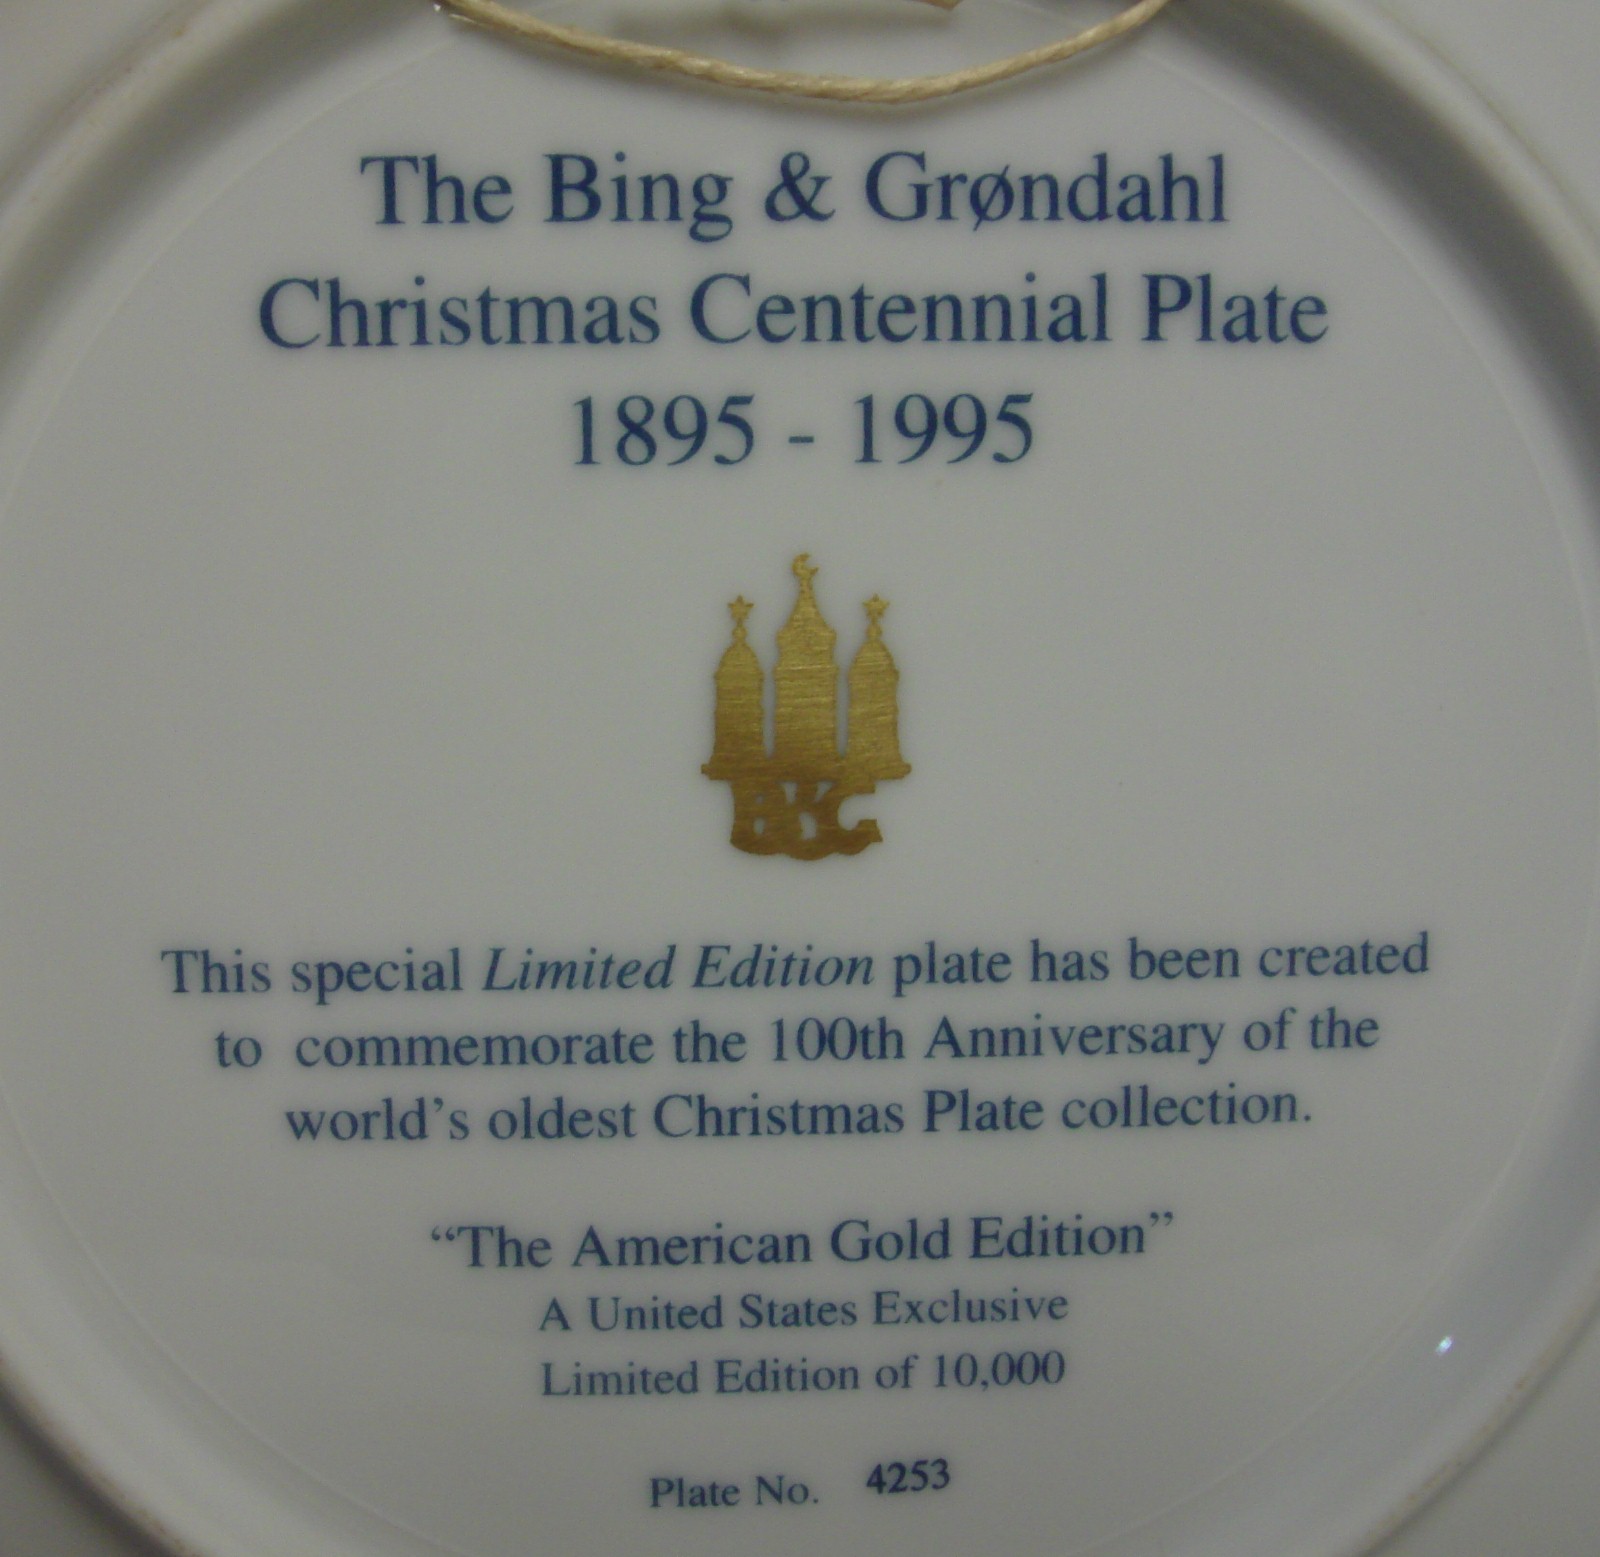 The Bing & Grøndahl
Christmas Centennial Plate
1895 - 1995
B&G
This special Limited Edition plate has been created
to commemorate the 100th Anniversary of the
world's oldest Christmas Plate collection.
“The American Gold Edition”
A United States Exclusive
Limited Edition of 10,000
Plate No. 4253